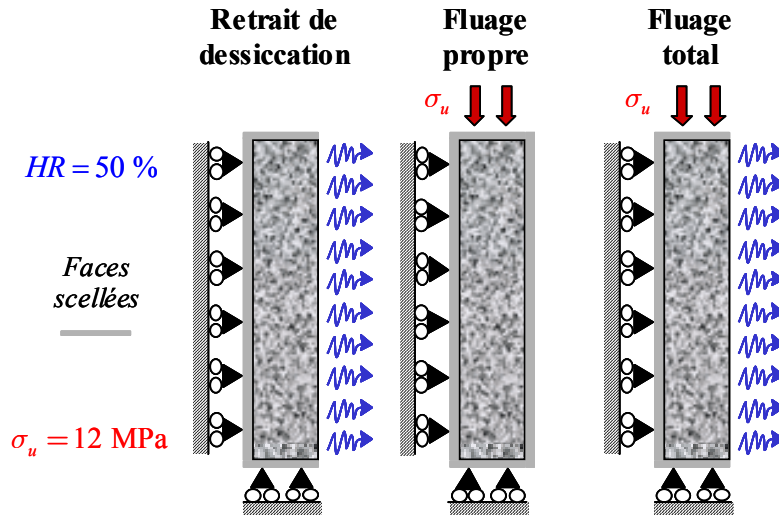 Retrait de
dessiccation
Fluage
propre
Fluage
total
σu
σu
HR = 50 %
Faces
scellées
σu = 12 MPa